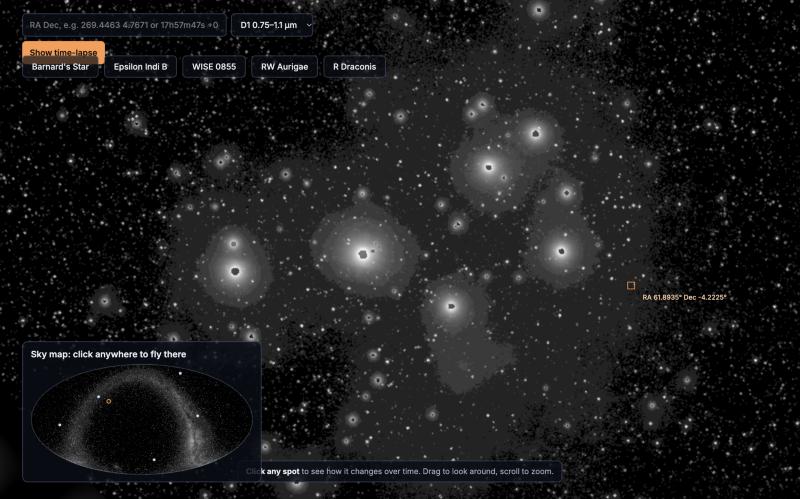 RA Dec, e.g. 269.4463 4.7671 or 17h57m47s +0
D1 0.75–1.1 µm
Show time-lapse
Barnard's Star
Epsilon Indi B
WISE 0855
RW Aurigae
R Draconis
RA 61.8935° Dec -4.2225°
Sky map: click anywhere to fly there
Click any spot to see how it changes over time. Drag to look around, scroll to zoom.